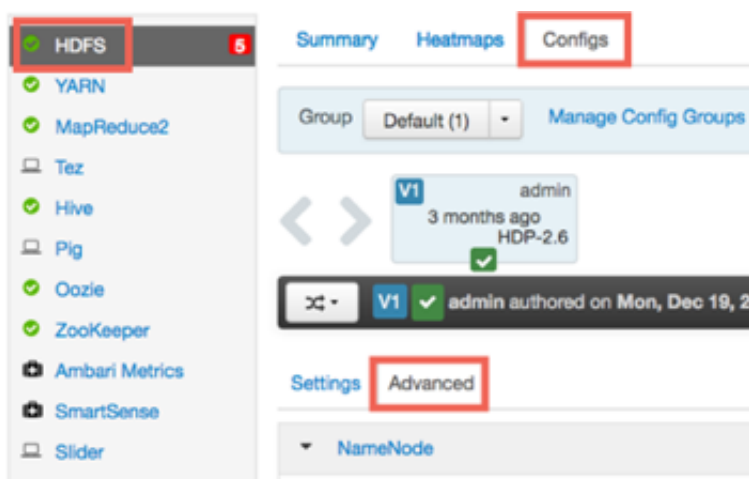 HDFS 5
YARN
MapReduce2
Tez
Hive
Pig
Oozie
ZooKeeper
Ambari Metrics
SmartSense
Slider
Summary Heatmaps Configs
Group Default (1) Manage Config Groups
V1 admin
3 months ago
HDP-2.6
V1 admin authored on Mon, Dec 19, 2
Settings Advanced
NameNode